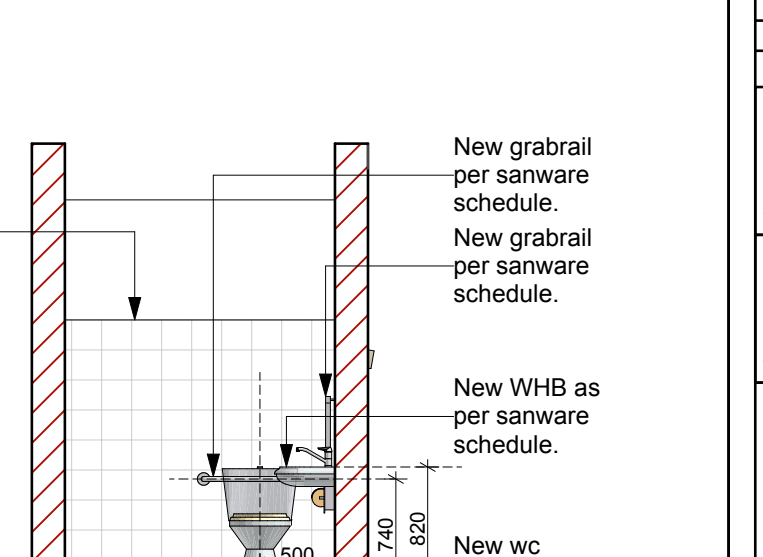 New grabrail
per sanware
schedule.
New grabrail
per sanware
schedule.
New WHB as
per sanware
schedule.
740
820
New wc
500